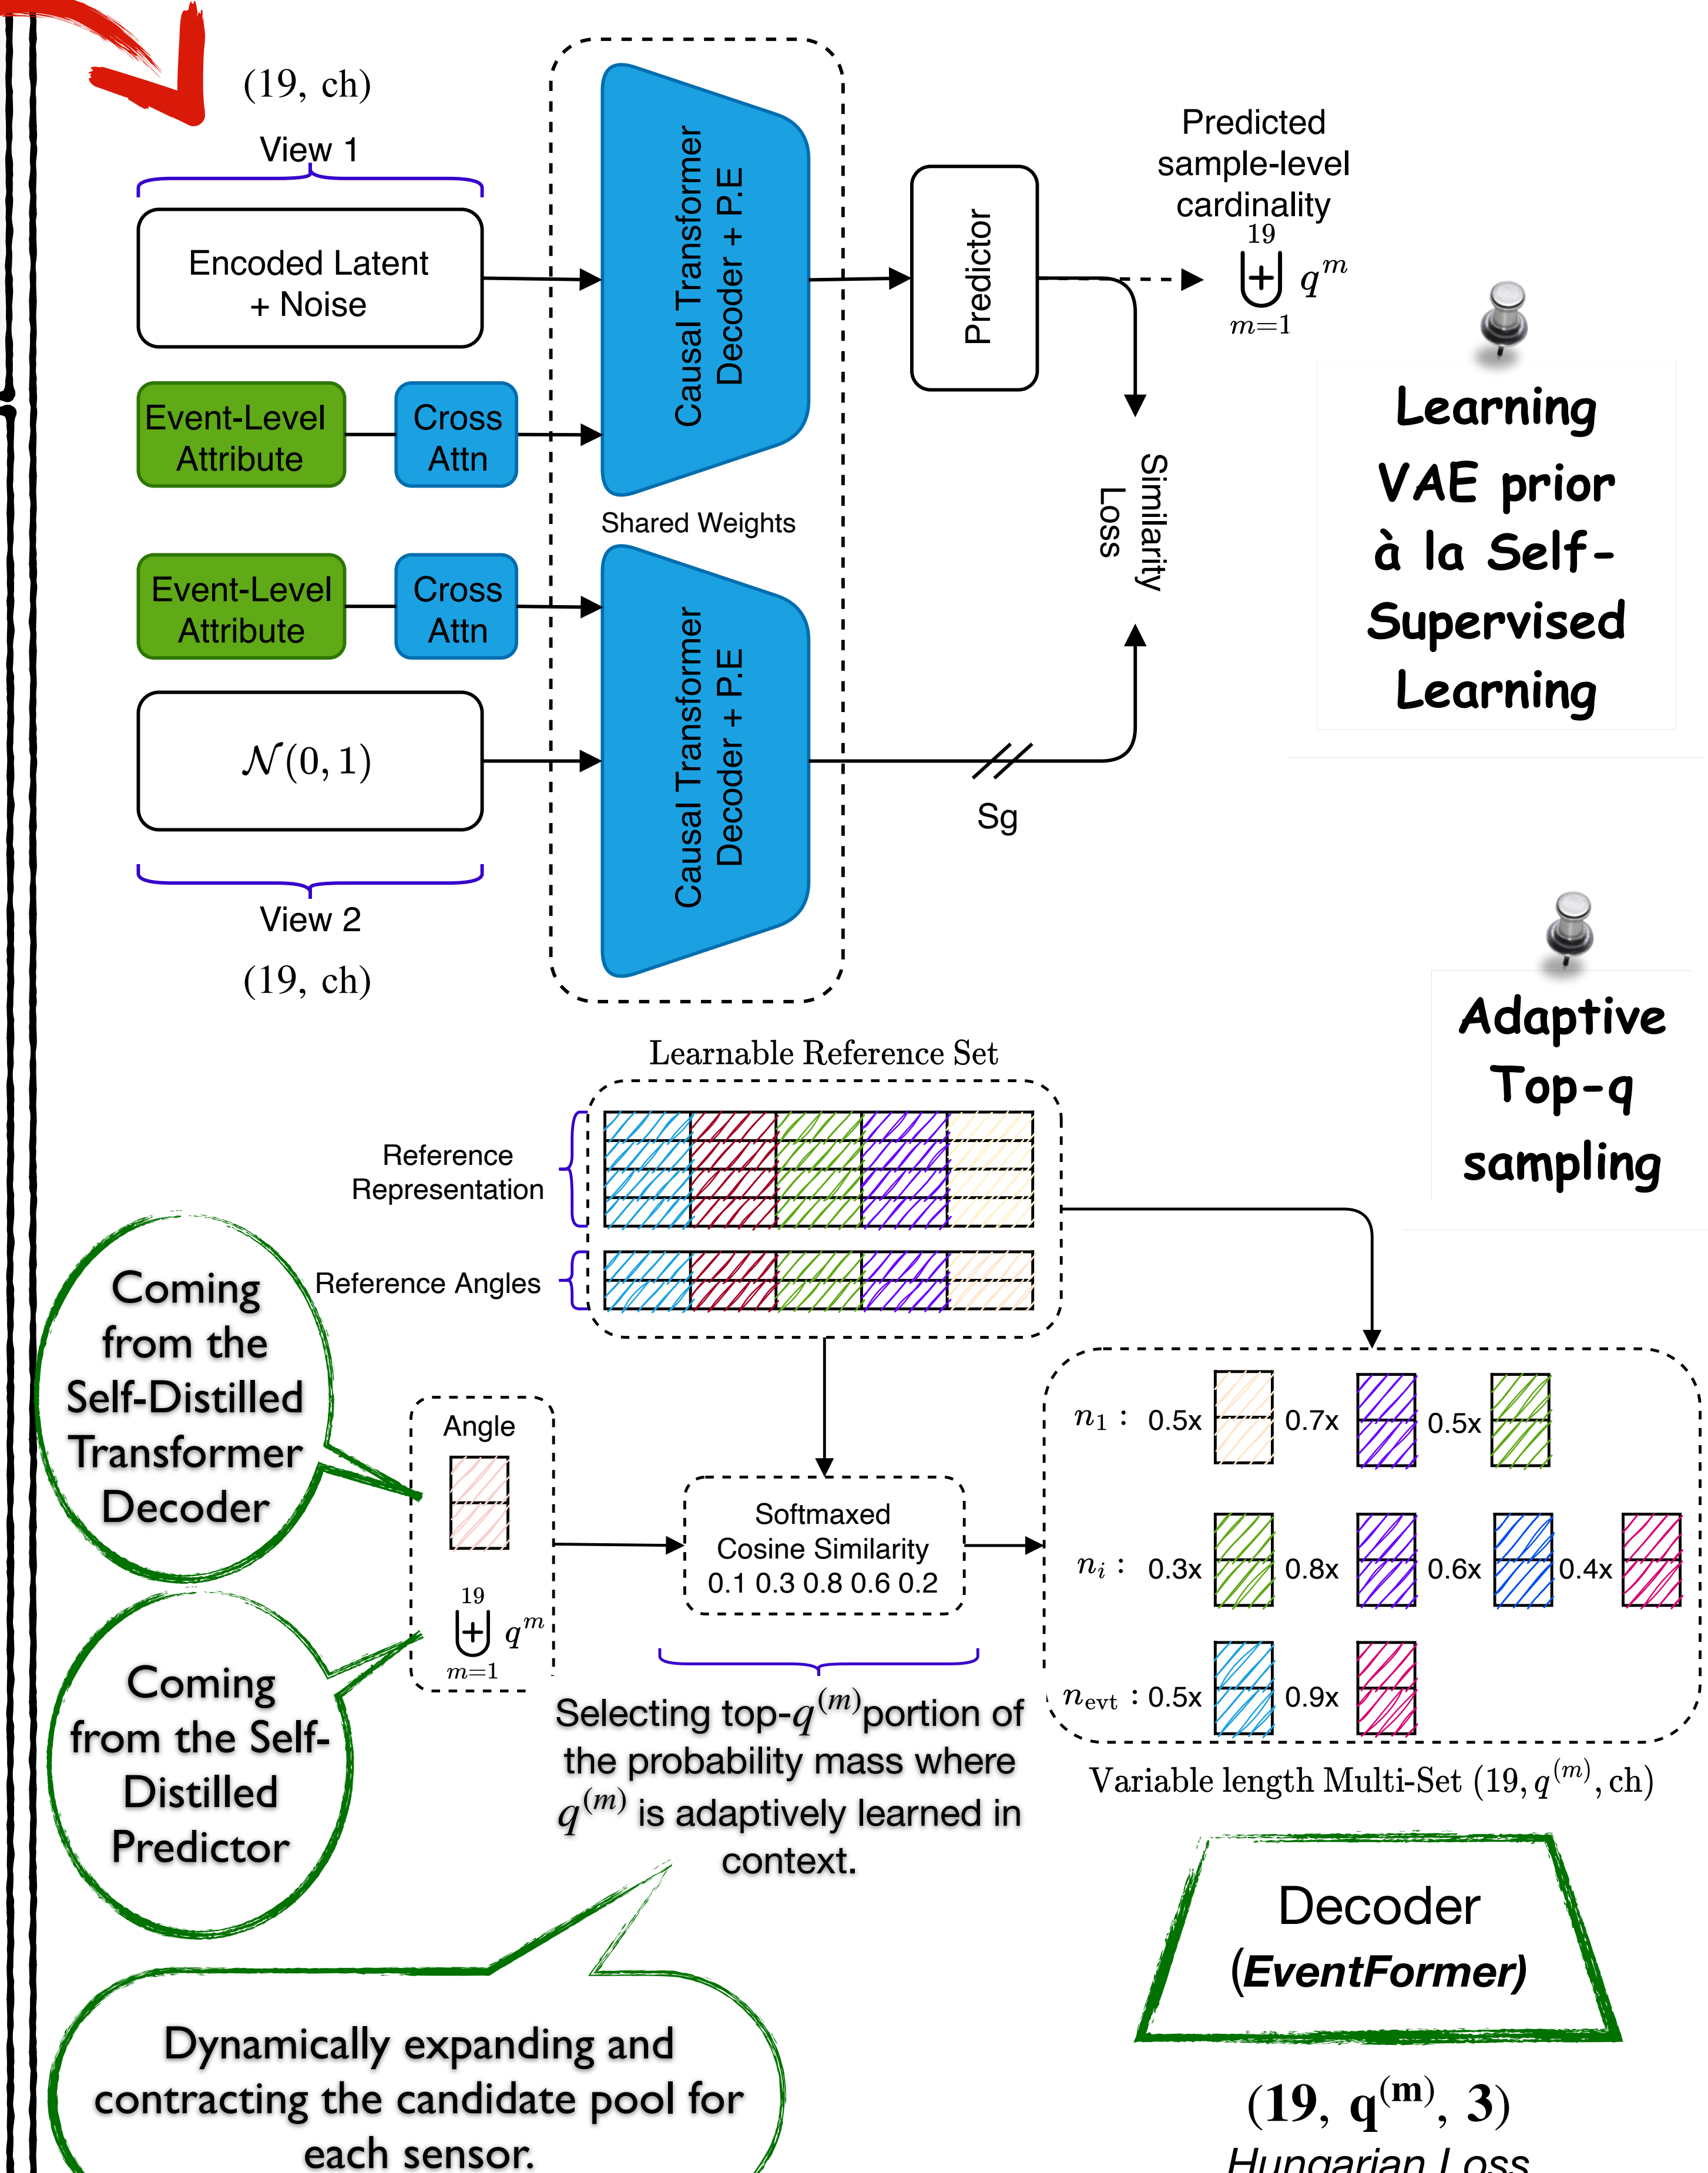 (19, ch)
View 1
Encoded Latent
+ Noise
Causal Transformer
Decoder + P.E
Predictor
Predicted
sample-level
cardinality
19
⊎ q^m
m=1
Event-Level
Attribute
Cross
Attn
Shared Weights
Similarity
Loss
Event-Level
Attribute
Cross
Attn
Causal Transformer
Decoder + P.E
𝒩(0, 1)
Sg
View 2
(19, ch)
Learning
VAE prior
à la Self-
Supervised
Learning
Adaptive
Top-q
sampling
Learnable Reference Set
Reference
Representation
Reference Angles
Coming
from the
Self-Distilled
Transformer
Decoder
Angle
19
⊎ q^m
m=1
Softmaxed
Cosine Similarity
0.1 0.3 0.8 0.6 0.2
n₁ : 0.5x 0.7x 0.5x
nᵢ : 0.3x 0.8x 0.6x 0.4x
n_evt : 0.5x 0.9x
Variable length Multi-Set (19, q^(m), ch)
Coming
from the Self-
Distilled
Predictor
Selecting top-q^(m) portion of
the probability mass where
q^(m) is adaptively learned in
context.
Dynamically expanding and
contracting the candidate pool for
each sensor.
Decoder
(EventFormer)
(19, q^(m), 3)
Hungarian Loss